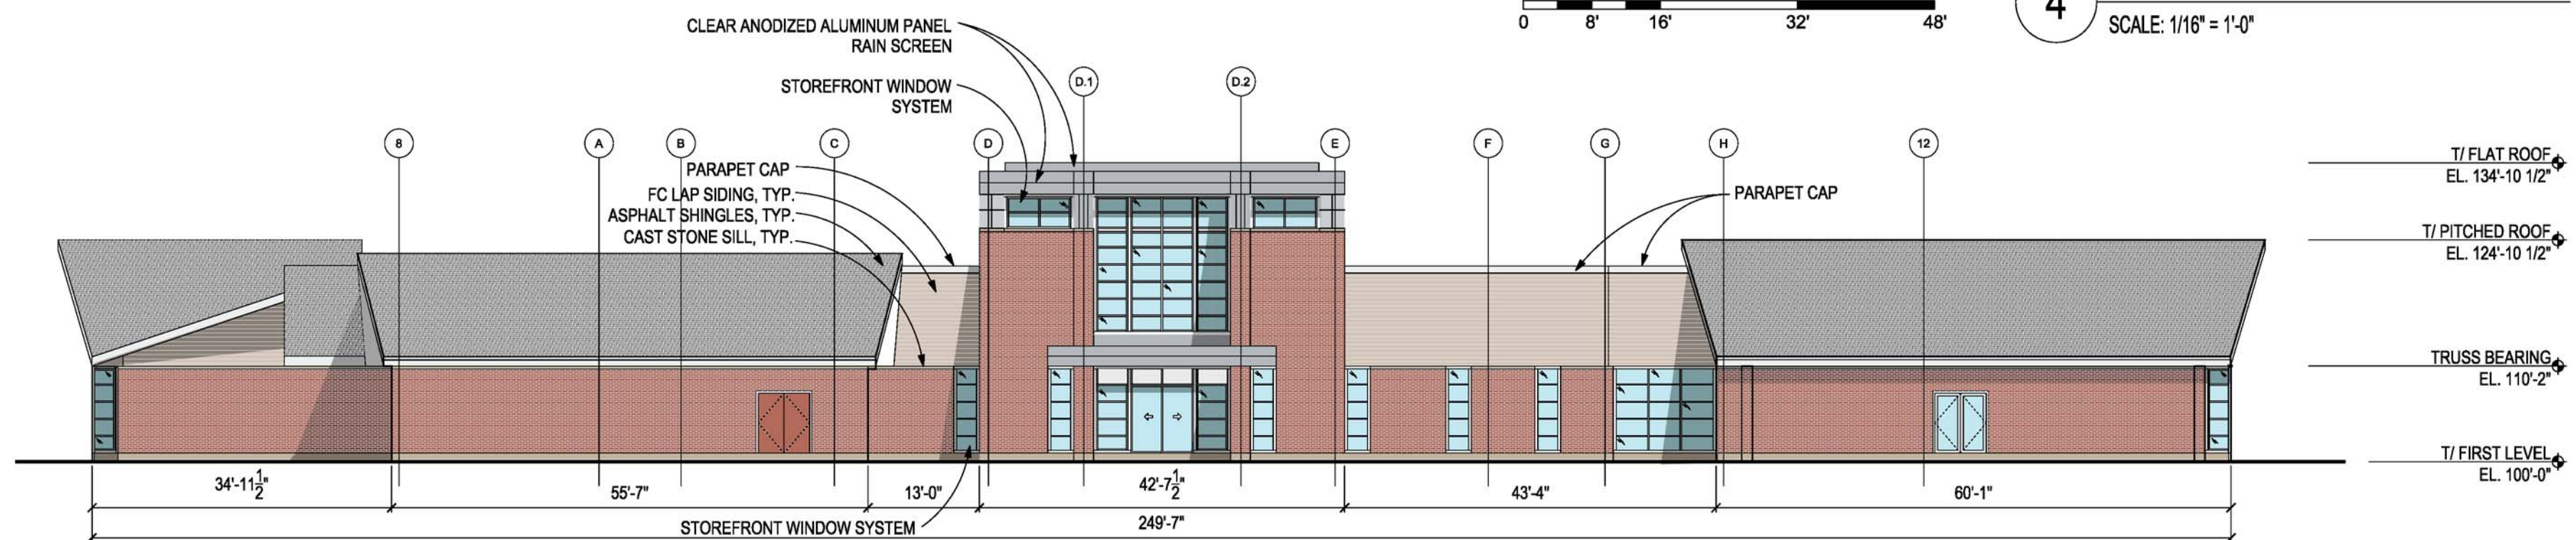 0 8' 16' 32' 48'
4
SCALE: 1/16" = 1'-0"
CLEAR ANODIZED ALUMINUM PANEL
RAIN SCREEN
STOREFRONT WINDOW
SYSTEM
D.1 D.2
8 A B C D E F G H 12
PARAPET CAP
FC LAP SIDING, TYP.
ASPHALT SHINGLES, TYP.
CAST STONE SILL, TYP.
PARAPET CAP
T/ FLAT ROOF
EL. 134'-10 1/2"
T/ PITCHED ROOF
EL. 124'-10 1/2"
TRUSS BEARING
EL. 110'-2"
T/ FIRST LEVEL
EL. 100'-0"
34'-11 1/2" 55'-7" 13'-0" 42'-7 1/2" 43'-4" 60'-1"
STOREFRONT WINDOW SYSTEM
249'-7"